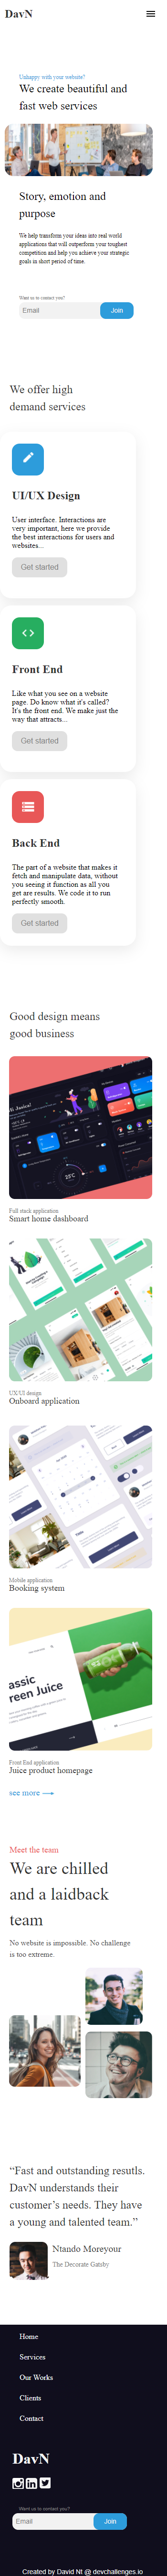 DavN
Unhappy with your website?
We create beautiful and
fast web services
Story, emotion and
purpose
We help transform your ideas into real world
applications that will outperform your toughest
competition and help you achieve your strategic
goals in short period of time.
Want us to contact you?
Email
Join
We offer high
demand services
UI/UX Design
User interface. Interactions are
very important, here we provide
the best interactions for users and
websites...
Get started
Front End
Like what you see on a website
page. Do know what it's called?
It's the front end. We make just the
way that attracts...
Get started
Back End
The part of a website that makes it
fetch and manipulate data, without
you seeing it function as all you
get are results. We code it to run
perfectly smooth.
Get started
Good design means
good business
Full stack application
Smart home dashboard
UX/UI design
Onboard application
Mobile application
Booking system
assic
reen Juice
Front End application
Juice product homepage
see more
Meet the team
We are chilled
and a laidback
team
No website is impossible. No challenge
is too extreme.
“Fast and outstanding resutls.
DavN understands their
customer’s needs. They have
a young and talented team.”
Ntando Moreyour
The Decorate Gatsby
Home
Services
Our Works
Clients
Contact
DavN
Want us to contact you?
Email
Join
Created by David Nt @ devchallenges.io